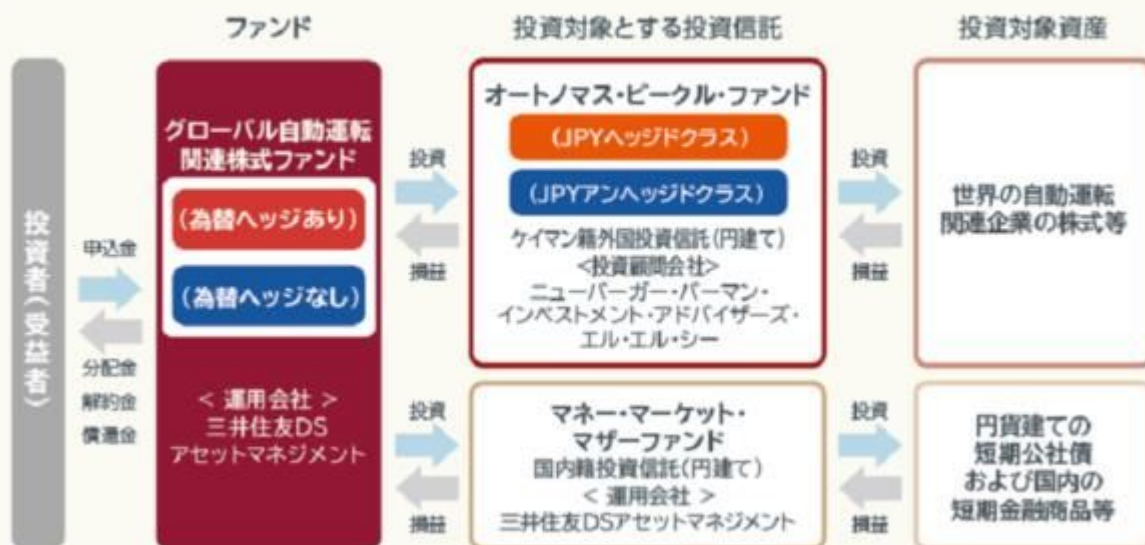 ファンド
投資対象とする投資信託
投資対象資産
投資者(受益者)
申込金
分配金
解約金
償還金
グローバル自動運転
関連株式ファンド
(為替ヘッジあり)
(為替ヘッジなし)
< 運用会社 >
三井住友DS
アセットマネジメント
投資
損益
投資
損益
オートノマス・ビークル・ファンド
(JPYヘッジドクラス)
(JPYアンヘッジドクラス)
ケイマン籍外国投資信託(円建て)
<投資顧問会社>
ニューバーガー・バーマン・
インベストメント・アドバイザーズ・
エル・エル・シー
マネー・マーケット・
マザーファンド
国内籍投資信託(円建て)
< 運用会社 >
三井住友DSアセットマネジメント
投資
損益
投資
損益
世界の自動運転
関連企業の株式等
円貨建ての
短期公社債
および国内の
短期金融商品等